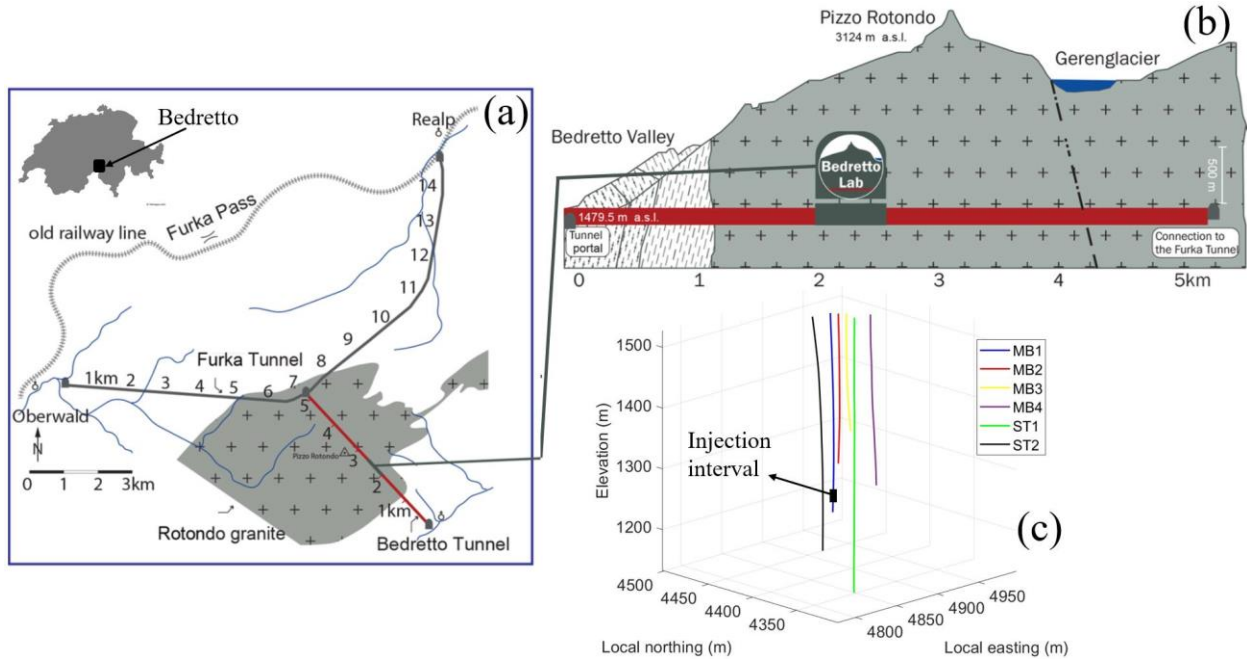 (a)
Bedretto
Realp
14
13
12
11
10
9
8
7
Furka Pass
old railway line
Furka Tunnel
1km 2 3 4 5 6
Oberwald
N
0 1 2 3km
5
4
Pizzo Rotondo
3
2
1km
Rotondo granite
Bedretto Tunnel
(b)
Pizzo Rotondo
3124 m a.s.l.
Gerenglacier
Bedretto Valley
Bedretto
Lab
500 m
1479.5 m a.s.l.
Tunnel
portal
Connection to
the Furka Tunnel
0 1 2 3 4 5km
(c)
1500
1400
1300
1200
Elevation (m)
Injection
interval
MB1
MB2
MB3
MB4
ST1
ST2
4500
4450
4400
4350
Local northing (m)
4800
4850
4900
4950
Local easting (m)